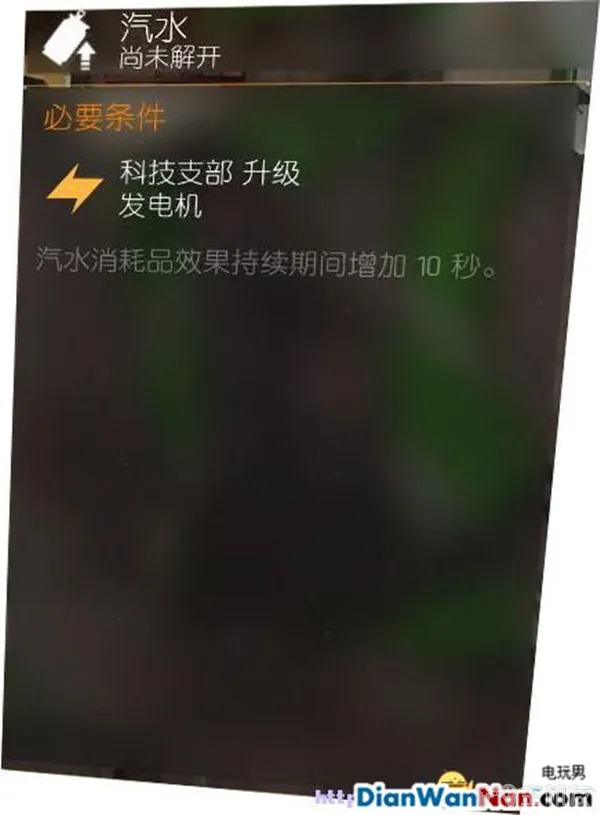 汽水
尚未解开
必要条件
科技支部 升级
发电机
汽水消耗品效果持续期间增加 10 秒。
电玩男
DianWanNan.com